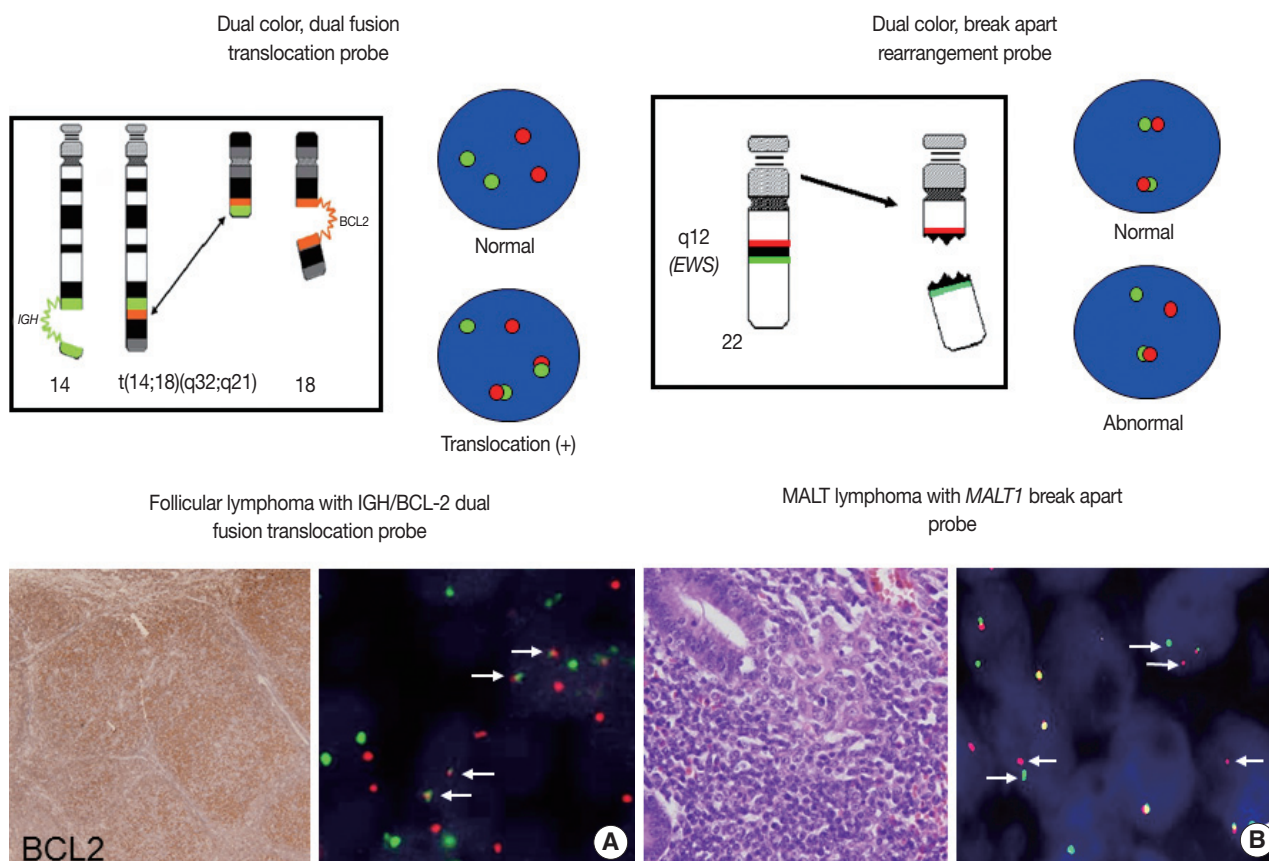 Dual color, dual fusion
translocation probe
IGH
14
t(14;18)(q32;q21)
18
BCL2
Normal
Translocation (+)
Dual color, break apart
rearrangement probe
q12
(EWS)
22
Normal
Abnormal
Follicular lymphoma with IGH/BCL-2 dual
fusion translocation probe
BCL2
A
MALT lymphoma with MALT1 break apart
probe
B